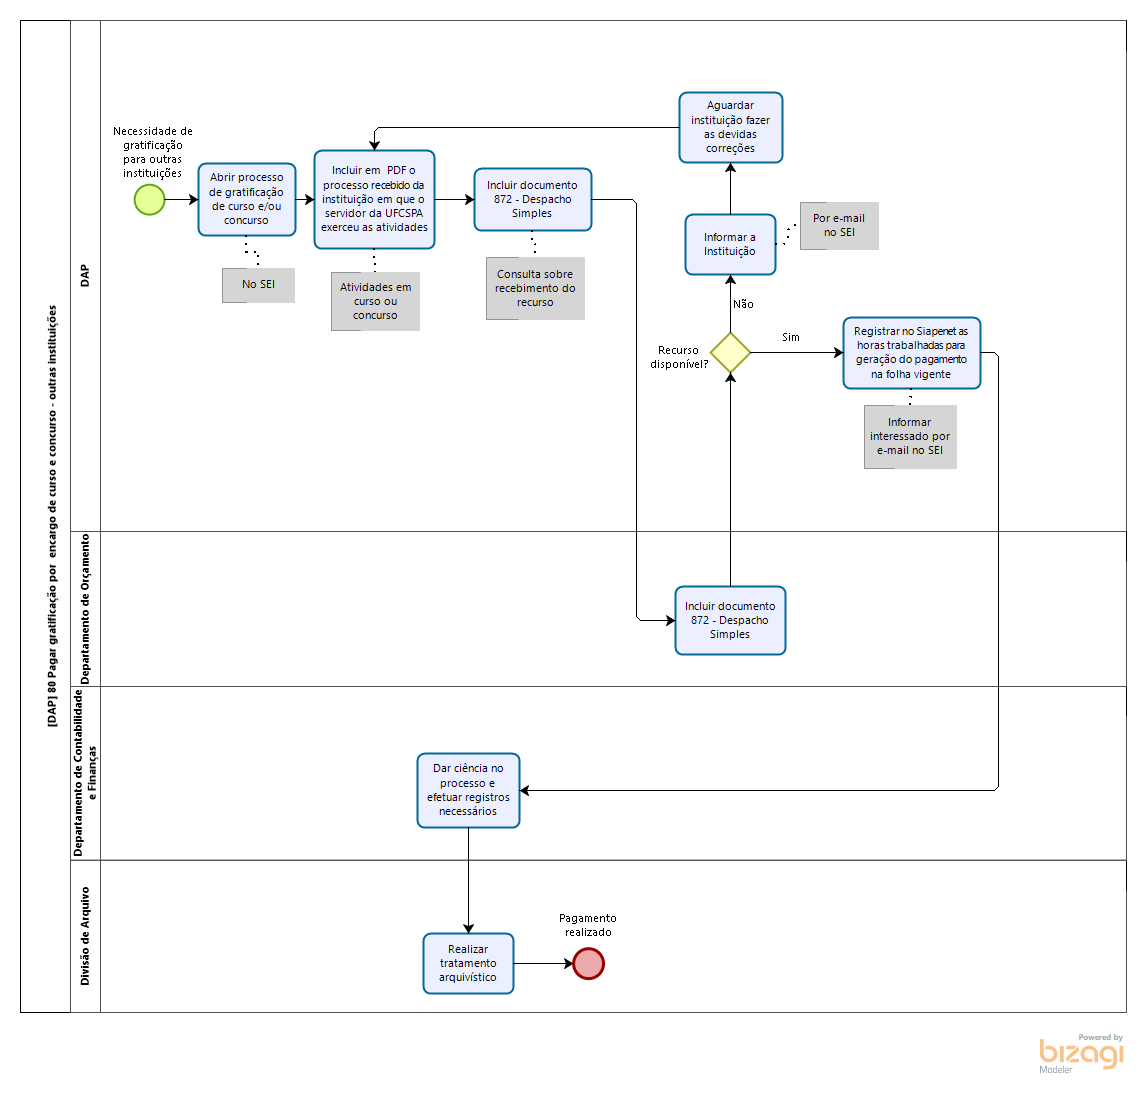 [DAP] 80 Pagar gratificação por encargo de curso e concurso - outras instituições
DAP
Necessidade de
gratificação
para outras
instituições
Abrir processo
de gratificação
de curso e/ou
concurso
No SEI
Incluir em PDF o
processo recebido da
instituição em que o
servidor da UFCSPA
exerceu as atividades
Atividades em
curso ou
concurso
Incluir documento
872 - Despacho
Simples
Consulta sobre
recebimento do
recurso
Aguardar
instituição fazer
as devidas
correções
Informar a
Instituição
Por e-mail
no SEI
Não
Recurso
disponível?
Sim
Registrar no Siapenet as
horas trabalhadas para
geração do pagamento
na folha vigente
Informar
interessado por
e-mail no SEI
Departamento de Orçamento
Incluir documento
872 - Despacho
Simples
Departamento de Contabilidade
e Finanças
Dar ciência no
processo e
efetuar registros
necessários
Divisão de Arquivo
Realizar
tratamento
arquivístico
Pagamento
realizado
Powered by
bizagi
Modeler